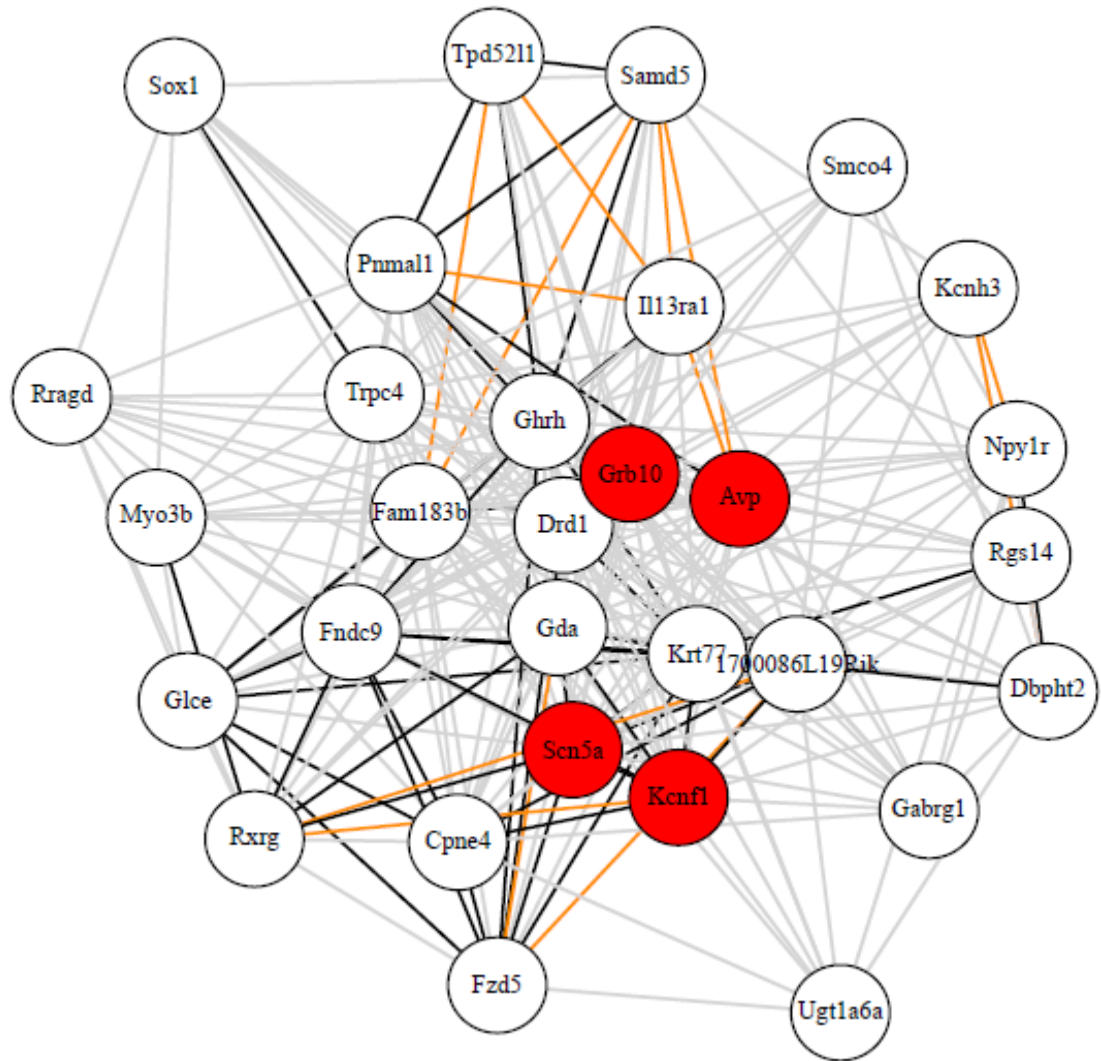 Tpd52l1
Samd5
Sox1
Smco4
Pnmal1
Kcnh3
Il13ra1
Rragd
Trpc4
Ghrh
Npy1r
Grb10
Avp
Myo3b
Fam183b
Drd1
Rgs14
Fndc9
Gda
Krt77
1700086L19Rik
Glce
Dbpht2
Scn5a
Kcnf1
Gabrg1
Rxrg
Cpne4
Fzd5
Ugt1a6a